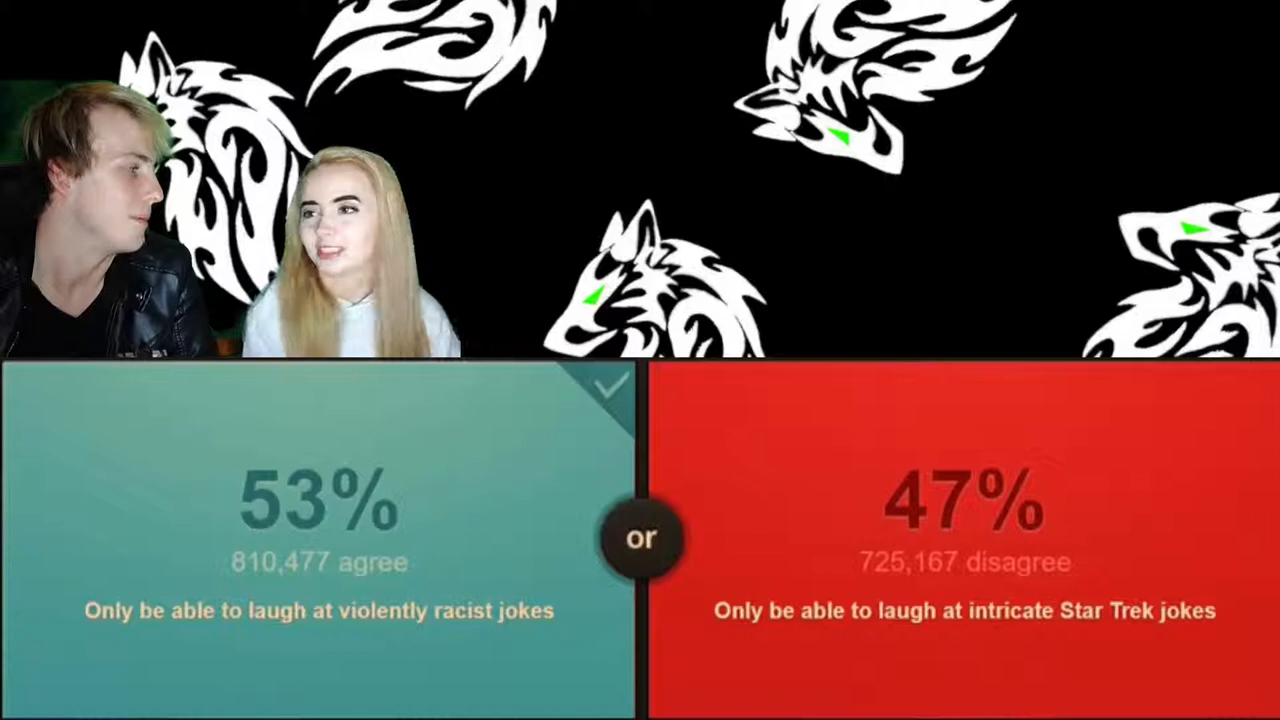 53%
810,477 agree
Only be able to laugh at violently racist jokes
or
47%
725,167 disagree
Only be able to laugh at intricate Star Trek jokes